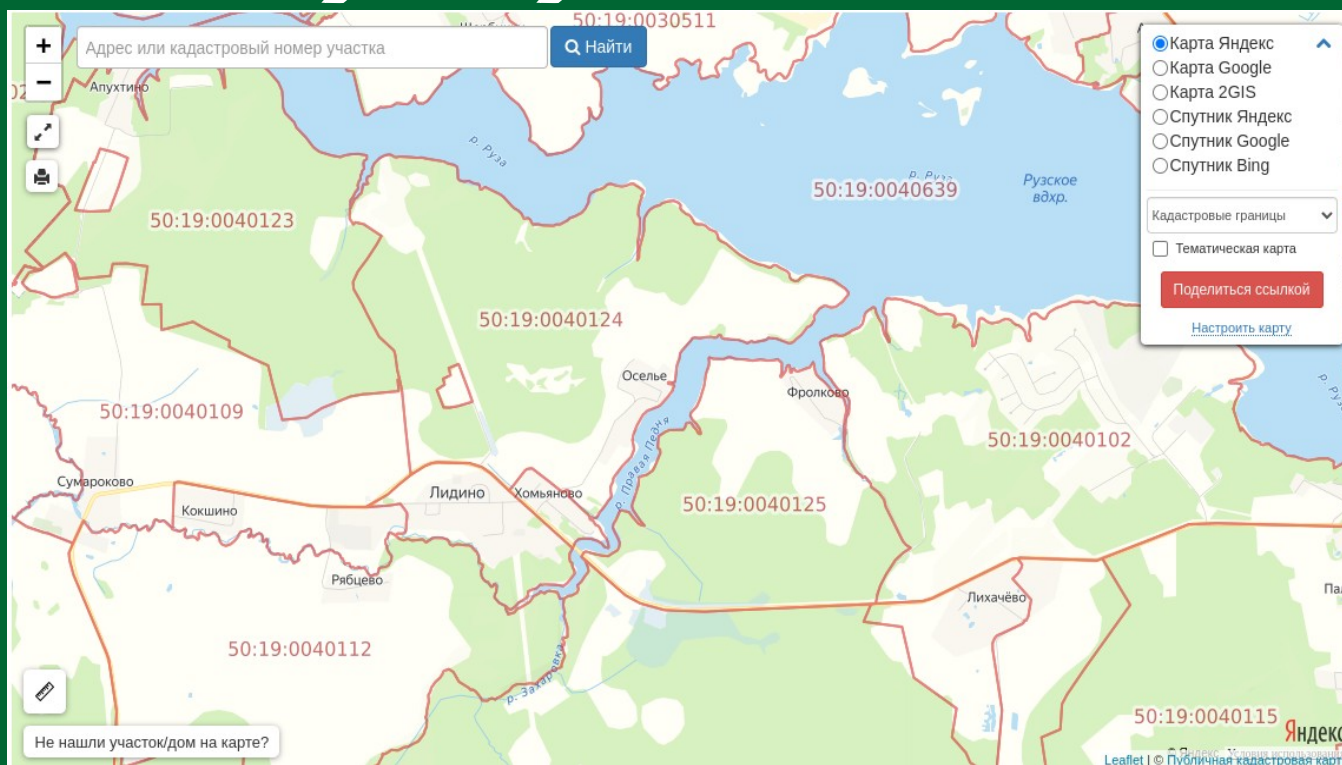 50:19:0030511
+
Адрес или кадастровый номер участка
Найти
−
Апухтино
Карта Яндекс
Карта Google
Карта 2GIS
Спутник Яндекс
Спутник Google
Спутник Bing
Кадастровые границы
Тематическая карта
Поделиться ссылкой
Настроить карту
р. Руза
50:19:0040639
р. Руза
Рузское
вдхр.
50:19:0040123
50:19:0040124
Оселье
Фролково
р. Правая Педня
50:19:0040109
50:19:0040102
Сумароково
Кокшино
Лидино
Хомьяново
50:19:0040125
Рябцево
Лихачёво
50:19:0040112
р. Захаровка
50:19:0040115
Яндекс
Не нашли участок/дом на карте?
© Яндекс Условия использования
Leaflet | © Публичная кадастровая карт